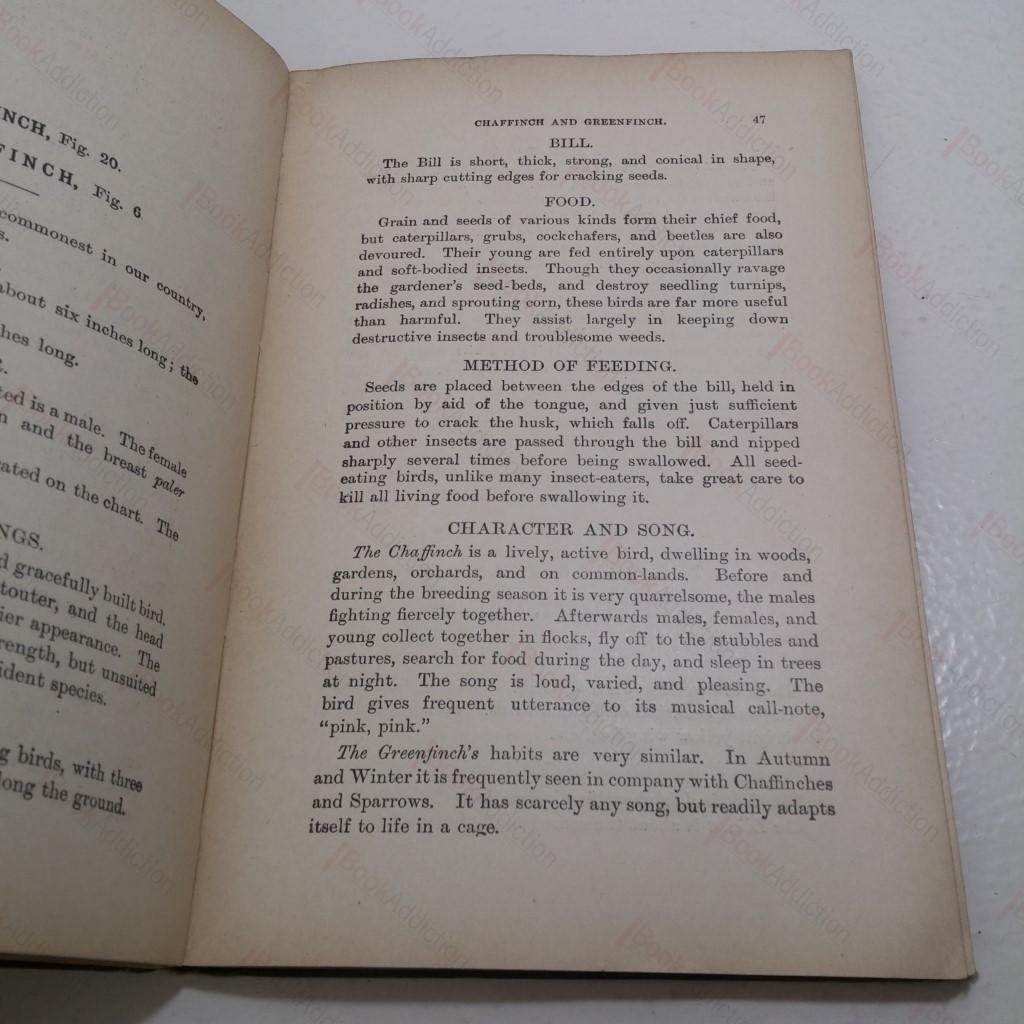 INCH, Fig. 20.
FINCH, Fig. 6
commonest in our country,
s.
about six inches long; the
hes long.
ted is a male. The female
n and the breast paler
cated on the chart. The
NGS.
d gracefully built bird.
touter, and the head
ier appearance. The
rength, but unsuited
ident species.
g birds, with three
long the ground.
CHAFFINCH AND GREENFINCH. 47
BILL.
The Bill is short, thick, strong, and conical in shape,
with sharp cutting edges for cracking seeds.
FOOD.
Grain and seeds of various kinds form their chief food,
but caterpillars, grubs, cockchafers, and beetles are also
devoured. Their young are fed entirely upon caterpillars
and soft-bodied insects. Though they occasionally ravage
the gardener's seed-beds, and destroy seedling turnips,
radishes, and sprouting corn, these birds are far more useful
than harmful. They assist largely in keeping down
destructive insects and troublesome weeds.
METHOD OF FEEDING.
Seeds are placed between the edges of the bill, held in
position by aid of the tongue, and given just sufficient
pressure to crack the husk, which falls off. Caterpillars
and other insects are passed through the bill and nipped
sharply several times before being swallowed. All seed-
eating birds, unlike many insect-eaters, take great care to
kill all living food before swallowing it.
CHARACTER AND SONG.
The Chaffinch is a lively, active bird, dwelling in woods,
gardens, orchards, and on common-lands. Before and
during the breeding season it is very quarrelsome, the males
fighting fiercely together. Afterwards males, females, and
young collect together in flocks, fly off to the stubbles and
pastures, search for food during the day, and sleep in trees
at night. The song is loud, varied, and pleasing. The
bird gives frequent utterance to its musical call-note,
"pink, pink."
The Greenfinch's habits are very similar. In Autumn
and Winter it is frequently seen in company with Chaffinches
and Sparrows. It has scarcely any song, but readily adapts
itself to life in a cage.